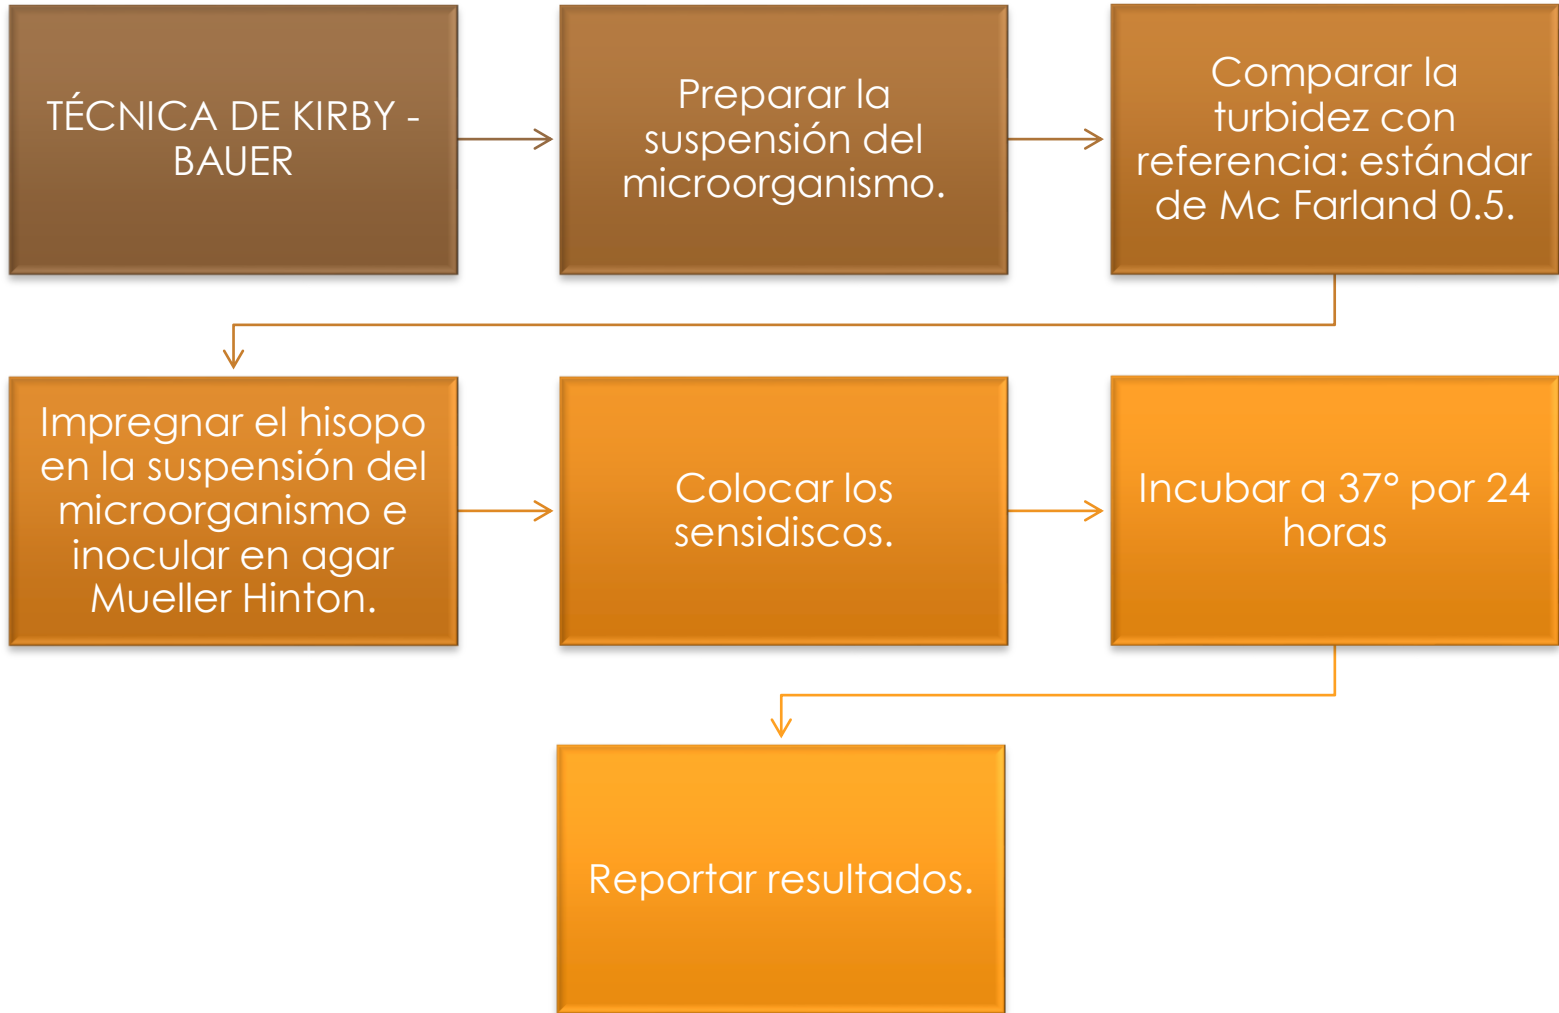 TÉCNICA DE KIRBY -
BAUER
Preparar la
suspensión del
microorganismo.
Comparar la
turbidez con
referencia: estándar
de Mc Farland 0.5.
Impregnar el hisopo
en la suspensión del
microorganismo e
inocular en agar
Mueller Hinton.
Colocar los
sensidiscos.
Incubar a 37° por 24
horas
Reportar resultados.